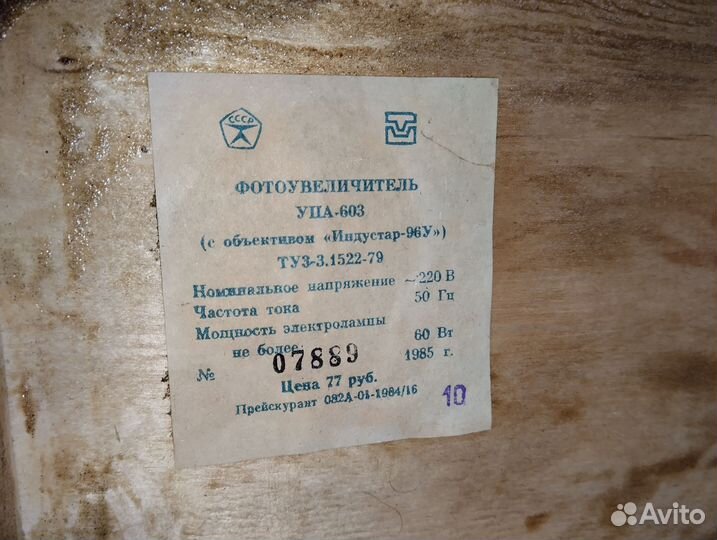 СССР
ФОТОУВЕЛИЧИТЕЛЬ
УПА-603
(с объективом «Индустар-96У»)
ТУ3-3.1522-79
Номинальное напряжение ~220 В
Частота тока 50 Гц
Мощность электролампы
не более: 60 Вт
№ 07889 1985 г.
Цена 77 руб.
Прейскурант 082А-01-1984/16
10
Avito